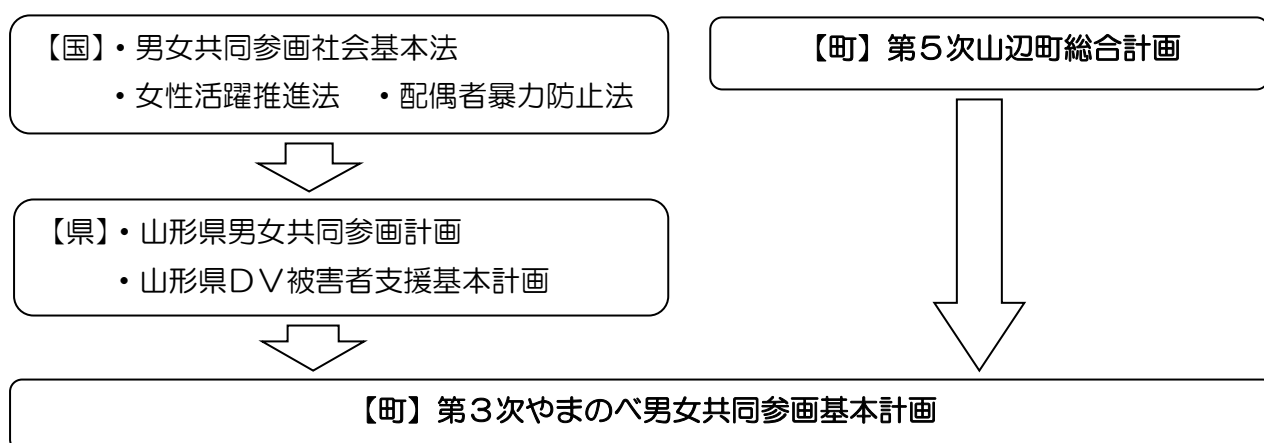 【国】・男女共同参画社会基本法
・女性活躍推進法　・配偶者暴力防止法
【町】第５次山辺町総合計画
【県】・山形県男女共同参画計画
・山形県ＤＶ被害者支援基本計画
【町】第３次やまのべ男女共同参画基本計画